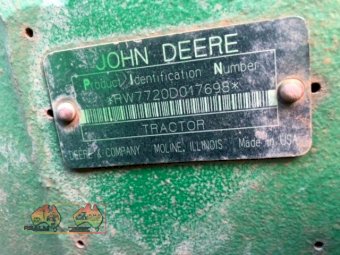 JOHN DEERE
Product Identification Number
*RW7720D017698*
TRACTOR
DEERE & COMPANY MOLINE, ILLINOIS Made in USA